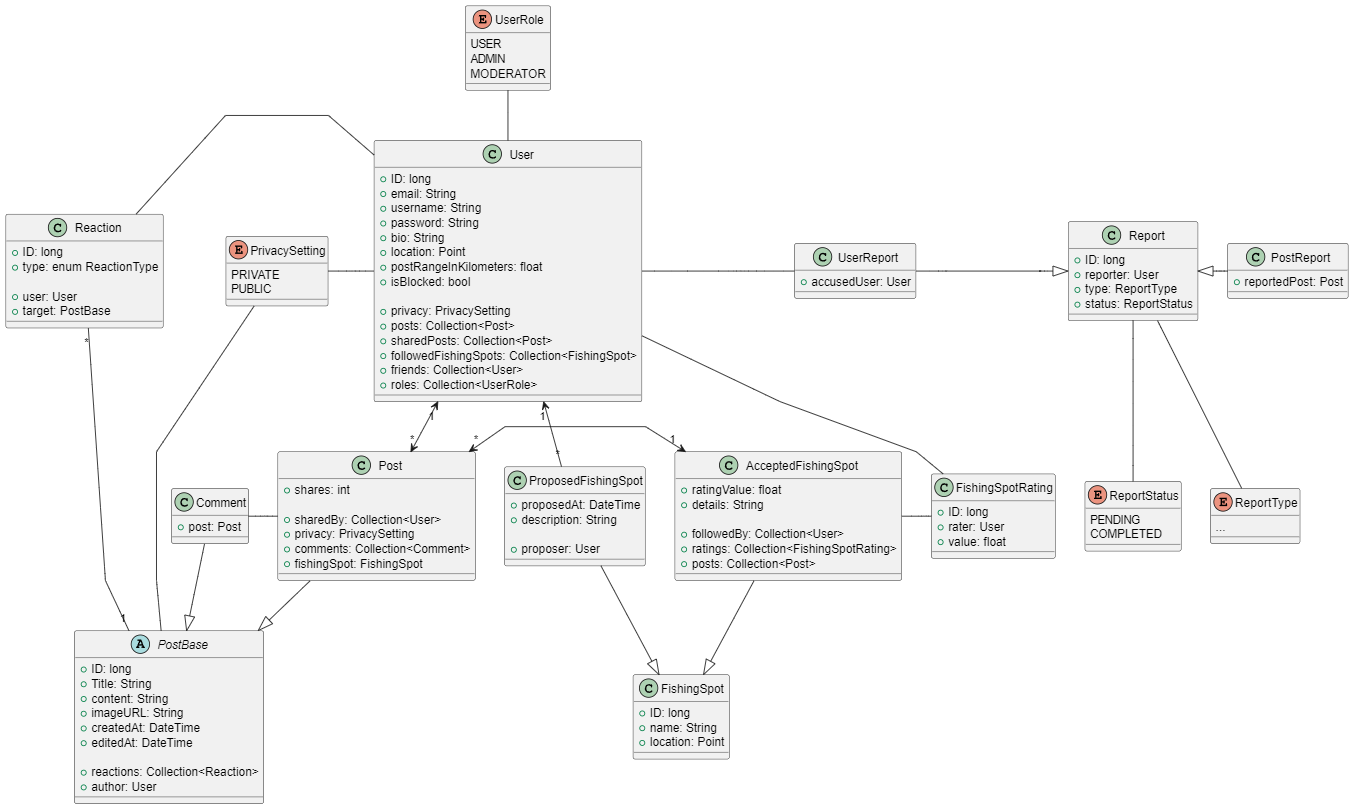 E UserRole
USER
ADMIN
MODERATOR
C User
ID: long
email: String
username: String
password: String
bio: String
location: Point
postRangeInKilometers: float
isBlocked: bool
privacy: PrivacySetting
posts: Collection<Post>
sharedPosts: Collection<Post>
followedFishingSpots: Collection<FishingSpot>
friends: Collection<User>
roles: Collection<UserRole>
C Reaction
ID: long
type: enum ReactionType
user: User
target: PostBase
E PrivacySetting
PRIVATE
PUBLIC
C UserReport
accusedUser: User
C Report
ID: long
reporter: User
type: ReportType
status: ReportStatus
C PostReport
reportedPost: Post
*
1
*
1
*
*
1
C Post
shares: int
sharedBy: Collection<User>
privacy: PrivacySetting
comments: Collection<Comment>
fishingSpot: FishingSpot
C Comment
post: Post
C ProposedFishingSpot
proposedAt: DateTime
description: String
proposer: User
C AcceptedFishingSpot
ratingValue: float
details: String
followedBy: Collection<User>
ratings: Collection<FishingSpotRating>
posts: Collection<Post>
C FishingSpotRating
ID: long
rater: User
value: float
E ReportStatus
PENDING
COMPLETED
E ReportType
...
1
A PostBase
ID: long
Title: String
content: String
imageURL: String
createdAt: DateTime
editedAt: DateTime
reactions: Collection<Reaction>
author: User
C FishingSpot
ID: long
name: String
location: Point